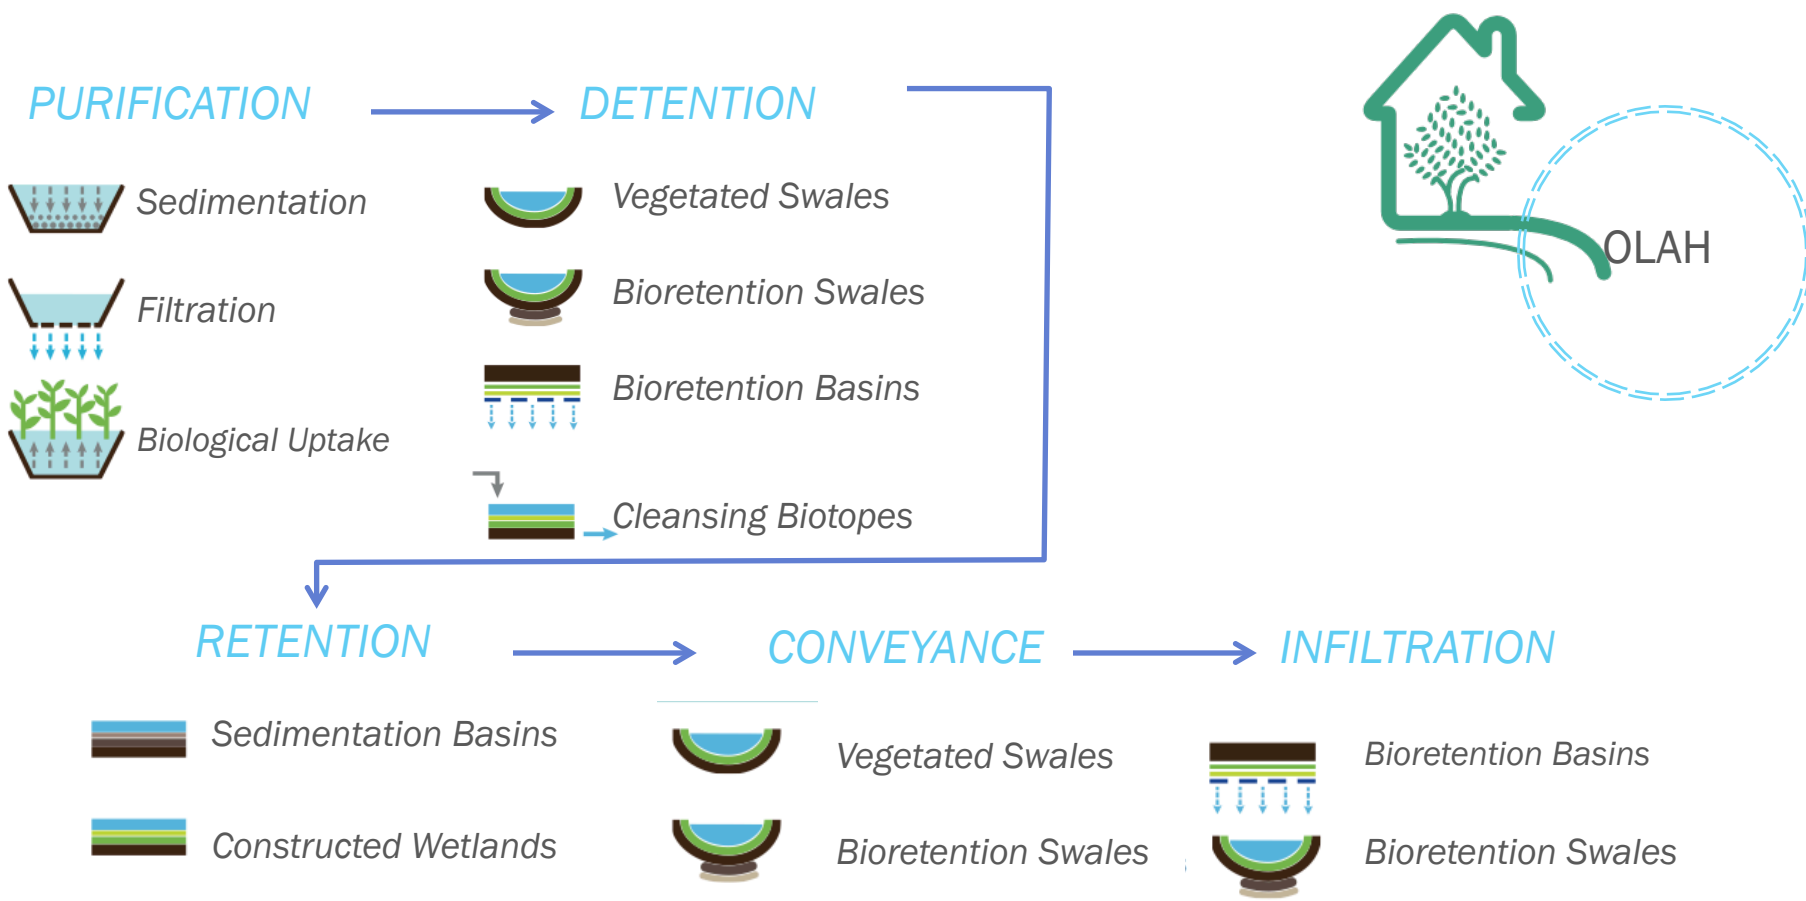 PURIFICATION
Sedimentation
Filtration
Biological Uptake
DETENTION
Vegetated Swales
Bioretention Swales
Bioretention Basins
Cleansing Biotopes
OLAH
RETENTION
Sedimentation Basins
Constructed Wetlands
CONVEYANCE
Vegetated Swales
Bioretention Swales
INFILTRATION
Bioretention Basins
Bioretention Swales